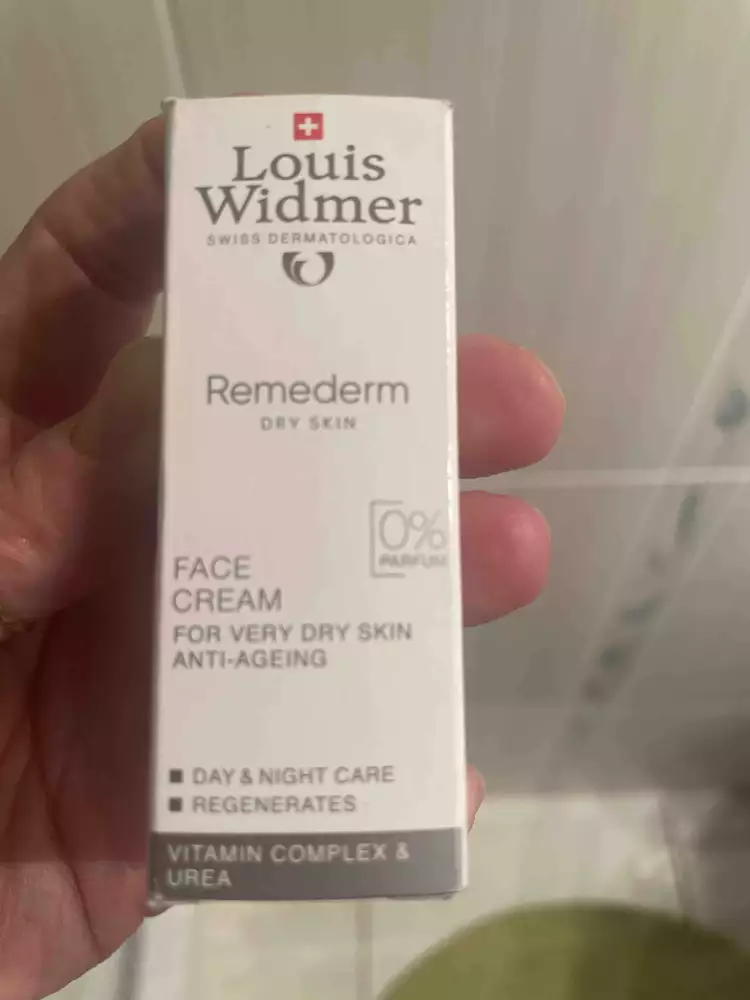 Louis
Widmer
SWISS DERMATOLOGICA
Remederm
DRY SKIN
0%
PARFUM
FACE
CREAM
FOR VERY DRY SKIN
ANTI-AGEING
DAY & NIGHT CARE
REGENERATES
VITAMIN COMPLEX &
UREA